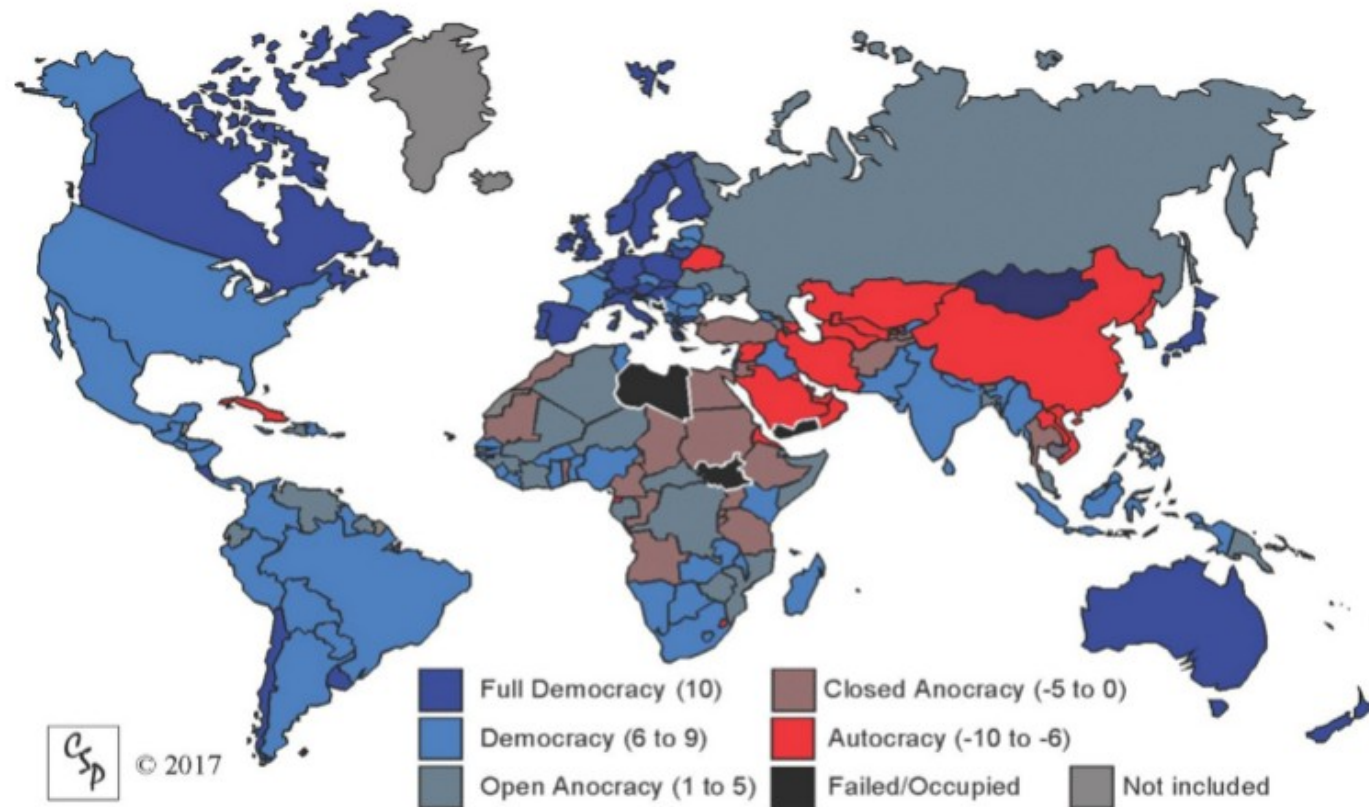 Full Democracy (10)
Closed Anocracy (-5 to 0)
Democracy (6 to 9)
Autocracy (-10 to -6)
CSP
© 2017
Open Anocracy (1 to 5)
Failed/Occupied
Not included